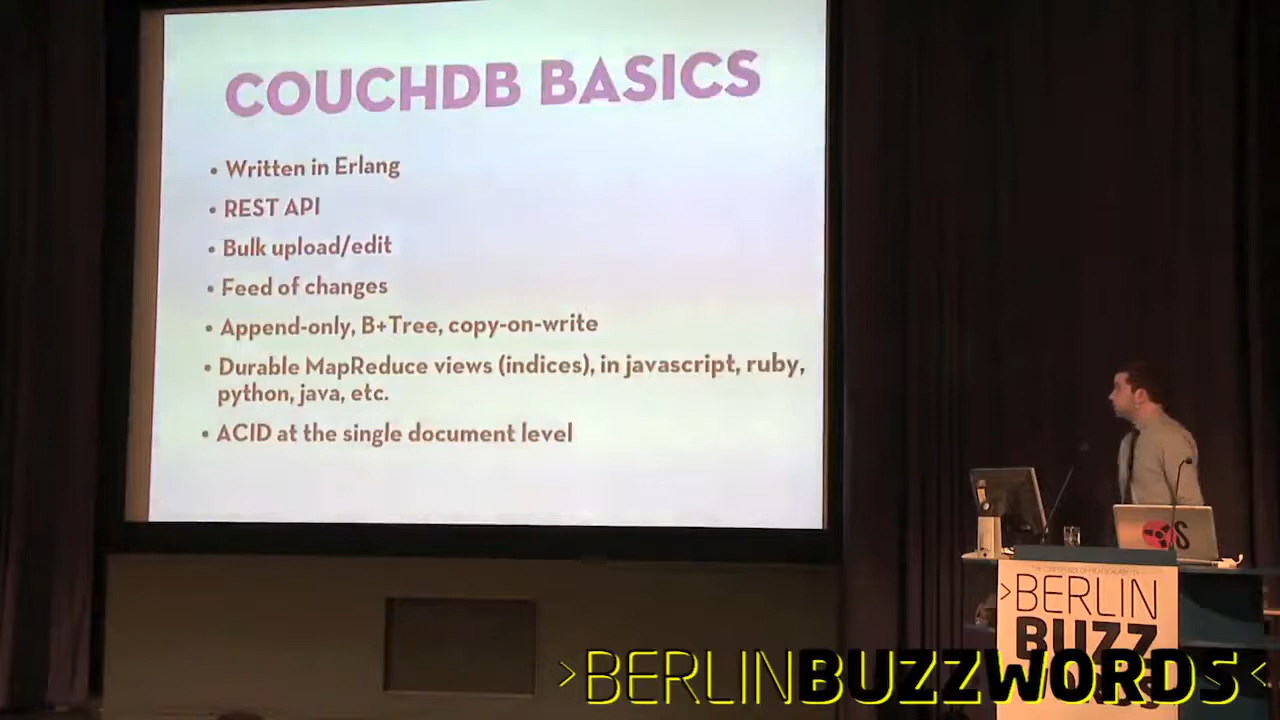 COUCHDB BASICS
• Written in Erlang
• REST API
• Bulk upload/edit
• Feed of changes
• Append-only, B+Tree, copy-on-write
• Durable MapReduce views (indices), in javascript, ruby,
python, java, etc.
• ACID at the single document level
S
>BERLIN
BUZZ
>BERLINBUZZWORDS<